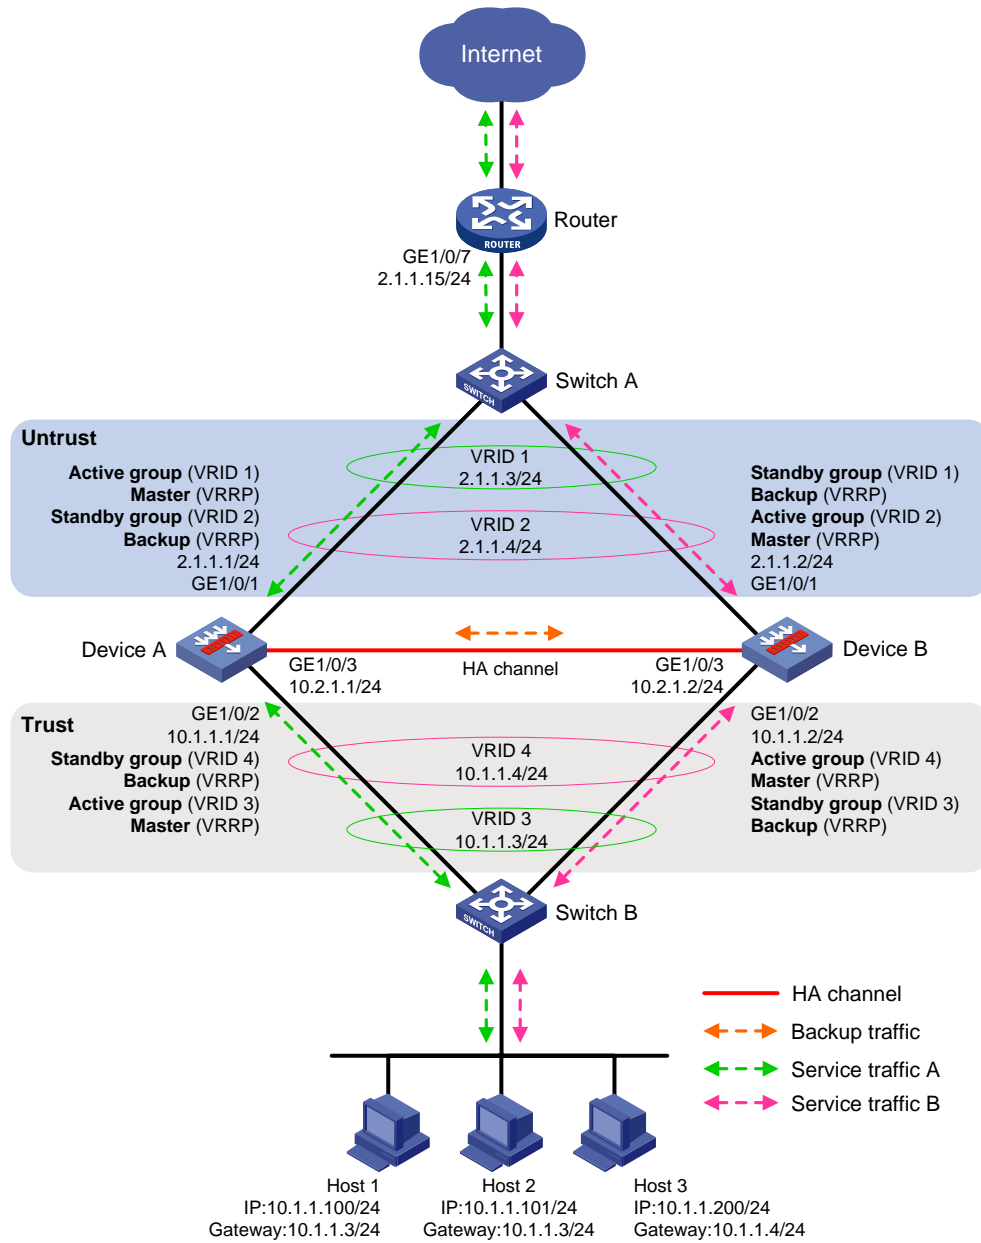 Internet
Router
ROUTER
GE1/0/7
2.1.1.15/24
Switch A
SWITCH
Untrust
Active group (VRID 1)
Master (VRRP)
Standby group (VRID 2)
Backup (VRRP)
2.1.1.1/24
GE1/0/1
VRID 1
2.1.1.3/24
VRID 2
2.1.1.4/24
Standby group (VRID 1)
Backup (VRRP)
Active group (VRID 2)
Master (VRRP)
2.1.1.2/24
GE1/0/1
Device A
GE1/0/3
10.2.1.1/24
HA channel
GE1/0/3
10.2.1.2/24
Device B
Trust
GE1/0/2
10.1.1.1/24
Standby group (VRID 4)
Backup (VRRP)
Active group (VRID 3)
Master (VRRP)
VRID 4
10.1.1.4/24
VRID 3
10.1.1.3/24
GE1/0/2
10.1.1.2/24
Active group (VRID 4)
Master (VRRP)
Standby group (VRID 3)
Backup (VRRP)
Switch B
SWITCH
HA channel
Backup traffic
Service traffic A
Service traffic B
Host 1
IP:10.1.1.100/24
Gateway:10.1.1.3/24
Host 2
IP:10.1.1.101/24
Gateway:10.1.1.3/24
Host 3
IP:10.1.1.200/24
Gateway:10.1.1.4/24